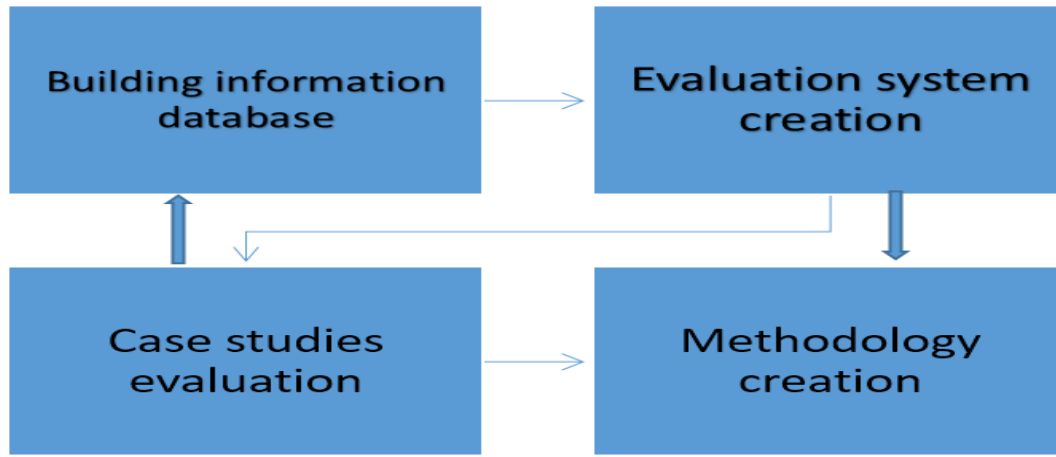 Building information
database
Evaluation system
creation
Case studies
evaluation
Methodology
creation